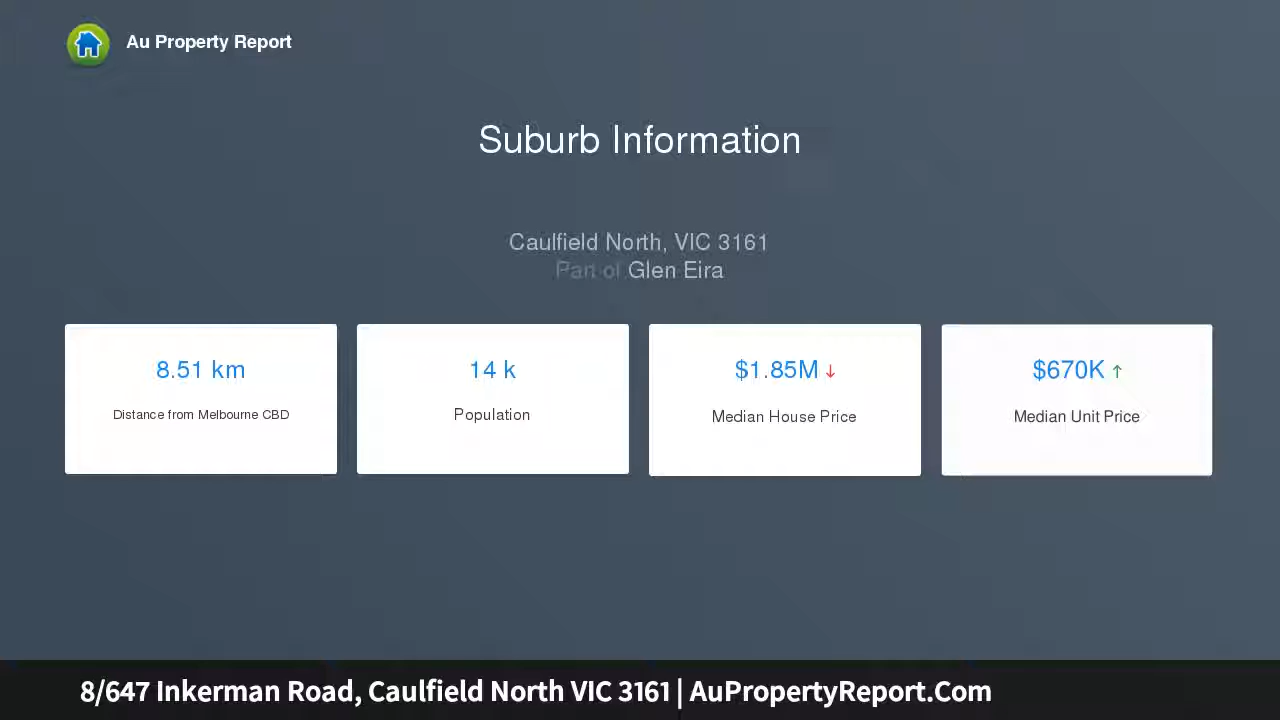 Au Property Report
Suburb Information
Caulfield North, VIC 3161
Part of Glen Eira
8.51 km
Distance from Melbourne CBD
14 k
Population
$1.85M ↓
Median House Price
$670K ↑
Median Unit Price
8/647 Inkerman Road, Caulfield North VIC 3161 | AuPropertyReport.Com